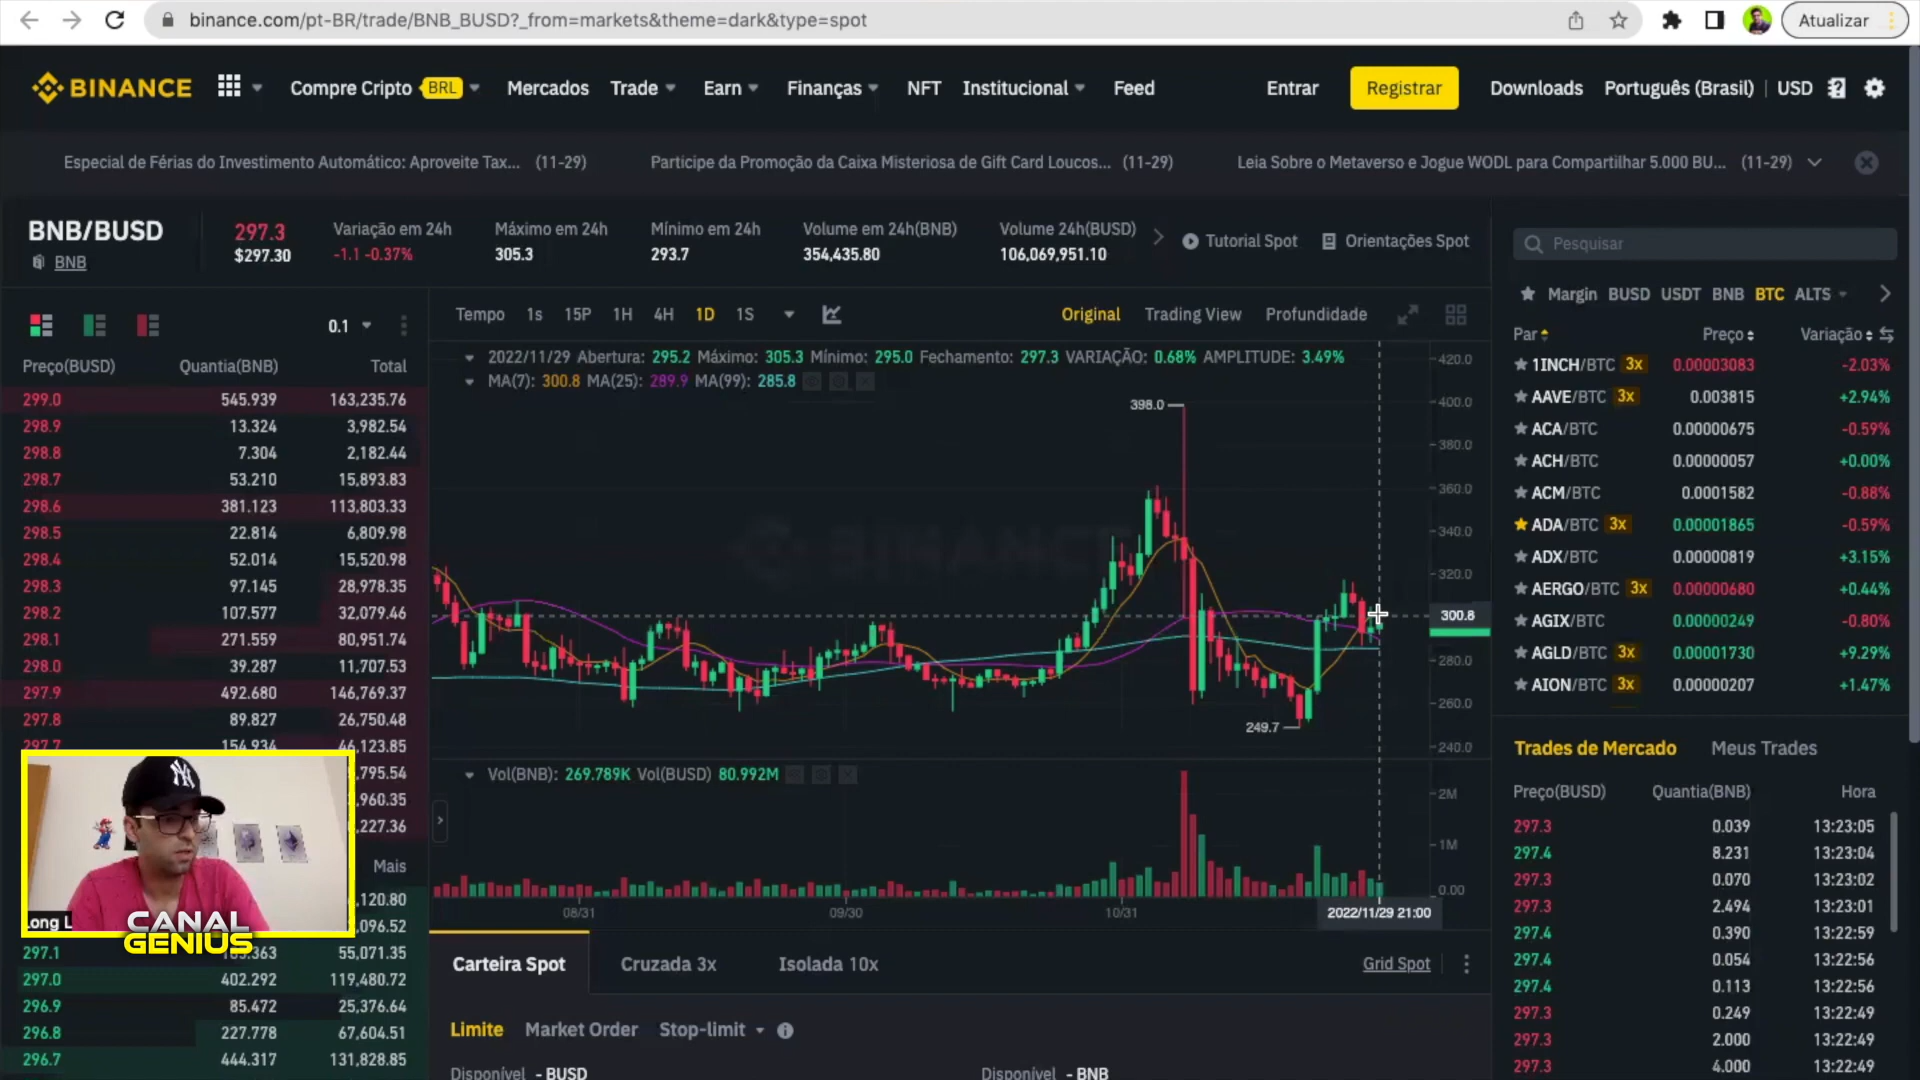 binance.com/pt-BR/trade/BNB_BUSD?_from=markets&theme=dark&type=spot
Atualizar
BINANCE
Compre Cripto BRL
Mercados
Trade
Earn
Finanças
NFT
Institucional
Feed
Entrar
Registrar
Downloads
Português (Brasil)
USD
Especial de Férias do Investimento Automático: Aproveite Tax... (11-29)
Participe da Promoção da Caixa Misteriosa de Gift Card Loucos... (11-29)
Leia Sobre o Metaverso e Jogue WODL para Compartilhar 5.000 BU... (11-29)
BNB/BUSD
BNB
297.3
$297.30
Variação em 24h
-1.1 -0.37%
Máximo em 24h
305.3
Mínimo em 24h
293.7
Volume em 24h(BNB)
354,435.80
Volume 24h(BUSD)
106,069,951.10
Tutorial Spot
Orientações Spot
0.1
Preço(BUSD) Quantia(BNB) Total
299.0 545.939 163,235.76
298.9 13.324 3,982.54
298.8 7.304 2,182.44
298.7 53.210 15,893.83
298.6 381.123 113,803.33
298.5 22.814 6,809.98
298.4 52.014 15,520.98
298.3 97.145 28,978.35
298.2 107.577 32,079.46
298.1 271.559 80,951.74
298.0 39.287 11,707.53
297.9 492.680 146,769.37
297.8 89.827 26,750.48
297.7 154.934 46,123.85
,795.54
,960.35
,227.36
Mais
,120.80
,096.52
297.1 .363 55,071.35
297.0 402.292 119,480.72
296.9 85.472 25,376.64
296.8 227.778 67,604.51
296.7 444.317 131,828.85
Long L
CANAL
GENIUS
Tempo 1s 15P 1H 4H 1D 1S
Original Trading View Profundidade
2022/11/29 Abertura: 295.2 Máximo: 305.3 Mínimo: 295.0 Fechamento: 297.3 VARIAÇÃO: 0.68% AMPLITUDE: 3.49%
MA(7): 300.8 MA(25): 289.9 MA(99): 285.8
BINANCE
398.0
249.7
420.0
400.0
380.0
360.0
340.0
320.0
300.8
280.0
260.0
240.0
Vol(BNB): 269.789K Vol(BUSD) 80.992M
2M
1M
0.00
08/31 09/30 10/31 2022/11/29 21:00
Carteira Spot Cruzada 3x Isolada 10x
Grid Spot
Limite Market Order Stop-limit
Disponível - BUSD
Disponível - BNB
Pesquisar
Margin BUSD USDT BNB BTC ALTS
Par Preço Variação
1INCH/BTC 3x 0.00003083 -2.03%
AAVE/BTC 3x 0.003815 +2.94%
ACA/BTC 0.00000675 -0.59%
ACH/BTC 0.00000057 +0.00%
ACM/BTC 0.0001582 -0.88%
ADA/BTC 3x 0.00001865 -0.59%
ADX/BTC 0.00000819 +3.15%
AERGO/BTC 3x 0.00000680 +0.44%
AGIX/BTC 0.00000249 -0.80%
AGLD/BTC 3x 0.00001730 +9.29%
AION/BTC 3x 0.00000207 +1.47%
Trades de Mercado Meus Trades
Preço(BUSD) Quantia(BNB) Hora
297.3 0.039 13:23:05
297.4 8.231 13:23:04
297.3 0.070 13:23:02
297.3 2.494 13:23:01
297.4 0.390 13:22:59
297.4 0.054 13:22:56
297.4 0.113 13:22:56
297.3 0.249 13:22:49
297.3 2.000 13:22:49
297.3 4.000 13:22:49